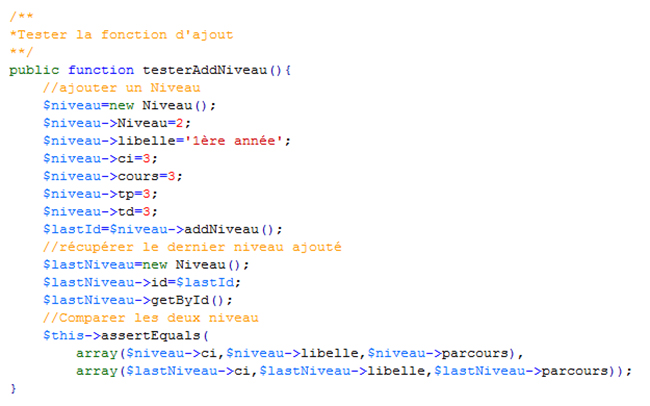 /**
*Tester la fonction d'ajout
**/
public function testerAddNiveau(){
//ajouter un Niveau
$niveau=new Niveau();
$niveau->Niveau=2;
$niveau->libelle='1ère année';
$niveau->ci=3;
$niveau->cours=3;
$niveau->tp=3;
$niveau->td=3;
$lastId=$niveau->addNiveau();
//récupérer le dernier niveau ajouté
$lastNiveau=new Niveau();
$lastNiveau->id=$lastId;
$lastNiveau->getById();
//Comparer les deux niveau
$this->assertEquals(
array($niveau->ci,$niveau->libelle,$niveau->parcours),
array($lastNiveau->ci,$lastNiveau->libelle,$lastNiveau->parcours));
}